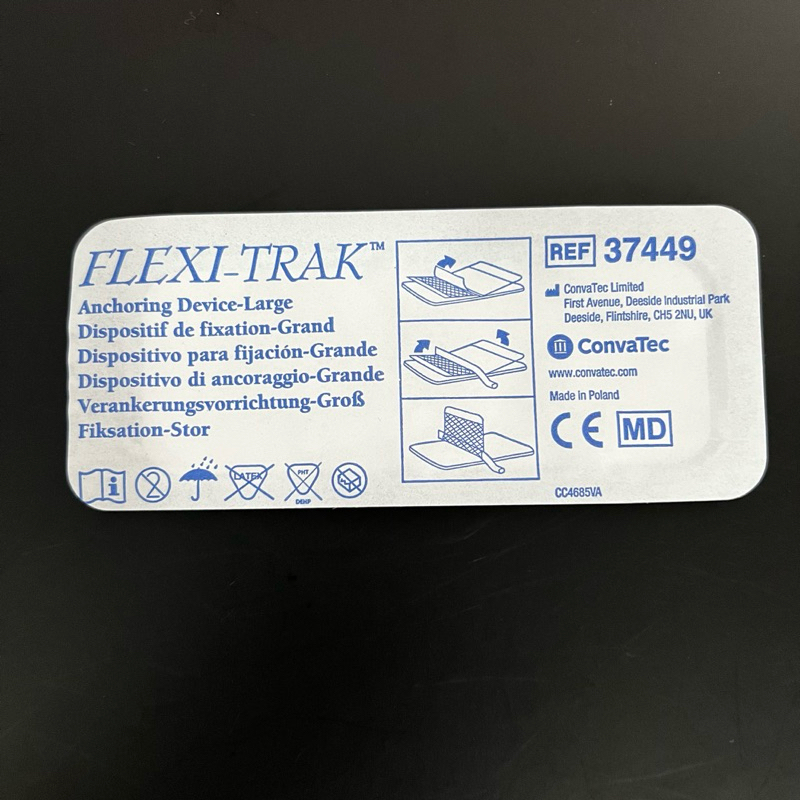 FLEXI-TRAK™
Anchoring Device-Large
Dispositif de fixation-Grand
Dispositivo para fijación-Grande
Dispositivo di ancoraggio-Grande
Verankerungsvorrichtung-Groß
Fiksation-Stor
i
2
LATEX
PHT
DEHP
REF 37449
ConvaTec Limited
First Avenue, Deeside Industrial Park
Deeside, Flintshire, CH5 2NU, UK
ConvaTec
www.convatec.com
Made in Poland
CE MD
CC4685VA